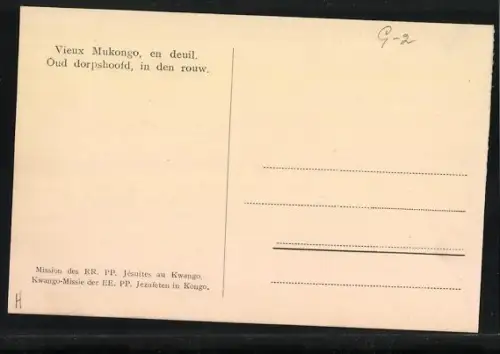 Vieux Mukongo, en deuil.
Oud dorpshoofd, in den rouw.
G-2
Mission des RR. PP. Jésuites au Kwango.
Kwango-Missie der EE. PP. Jezuïeten in Kongo.
H